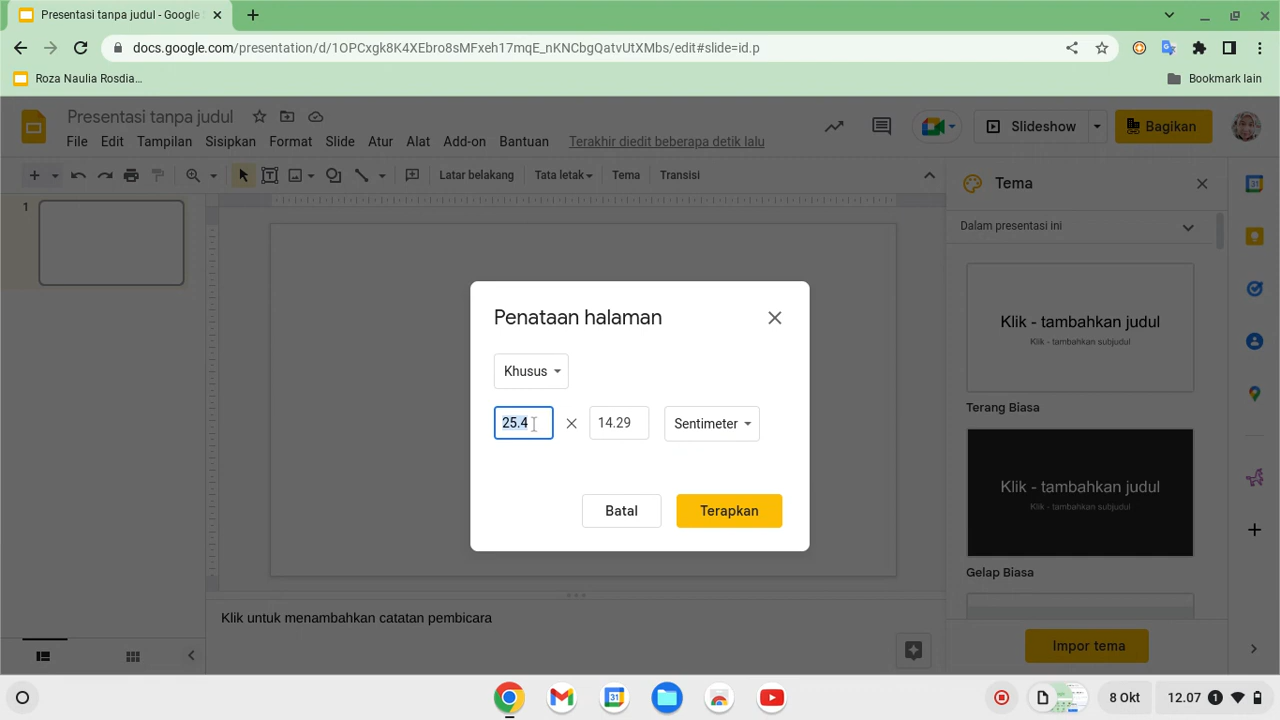 Presentasi tanpa judul - Google
docs.google.com/presentation/d/1OPCxgk8K4XEbro8sMFxeh17mqE_nKNCbgQatvUtXMbs/edit#slide=id.p
Roza Naulia Rosdia...
Bookmark lain
Presentasi tanpa judul
File Edit Tampilan Sisipkan Format Slide Atur Alat Add-on Bantuan Terakhir diedit beberapa detik lalu
Slideshow
Bagikan
Latar belakang Tata letak Tema Transisi
1
Tema
Dalam presentasi ini
Klik - tambahkan judul
Klik - tambahkan subjudul
Terang Biasa
Klik - tambahkan judul
Klik - tambahkan subjudul
Gelap Biasa
Impor tema
Penataan halaman
Khusus
25.4 × 14.29 Sentimeter
Batal Terapkan
Klik untuk menambahkan catatan pembicara
31
31
8 Okt 12.07 1